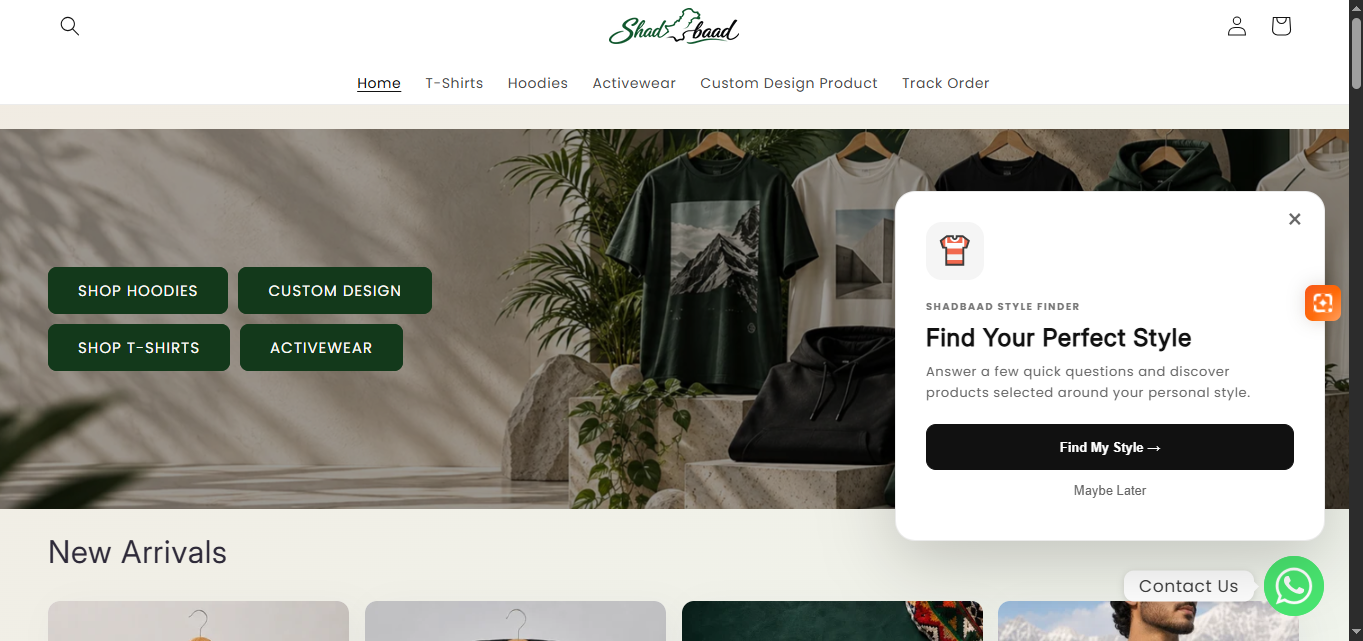 Shadbaad
Home
T-Shirts
Hoodies
Activewear
Custom Design Product
Track Order
SHOP HOODIES
CUSTOM DESIGN
SHOP T-SHIRTS
ACTIVEWEAR
SHADBAAD STYLE FINDER
Find Your Perfect Style
Answer a few quick questions and discover
products selected around your personal style.
Find My Style →
Maybe Later
New Arrivals
Contact Us